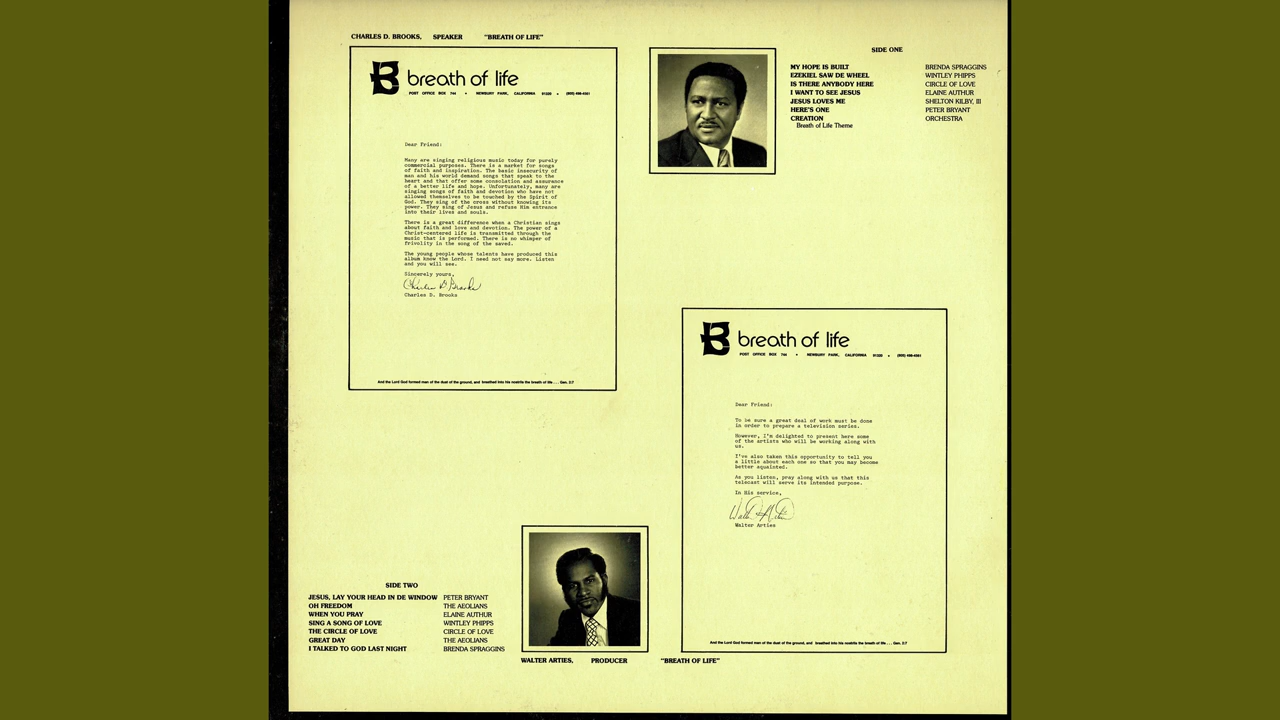 CHARLES D. BROOKS, SPEAKER "BREATH OF LIFE"
B breath of life
POST OFFICE BOX 744 • NEWBURY PARK, CALIFORNIA 91320 • (805) 498-4561
Dear Friend:
Many are singing religious music today for purely
commercial purposes. There is a market for songs
of faith and inspiration. The basic insecurity of
man and his world demand songs that speak to the
heart and that offer some consolation and assurance
of a better life and hope. Unfortunately, many are
singing songs of faith and devotion who have not
allowed themselves to be touched by the Spirit of
God. They sing of the cross without knowing its
power. They sing of Jesus and refuse Him entrance
into their lives and souls.
There is a great difference when a Christian sings
about faith and love and devotion. The power of a
Christ-centered life is transmitted through the
music that is performed. There is no whimper of
frivolity in the song of the saved.
The young people whose talents have produced this
album know the Lord. I need not say more. Listen
and you will see.
Sincerely yours,
Charles D. Brooks
Charles D. Brooks
And the Lord God formed man of the dust of the ground, and breathed into his nostrils the breath of life . . . Gen. 2:7
SIDE ONE
MY HOPE IS BUILT BRENDA SPRAGGINS
EZEKIEL SAW DE WHEEL WINTLEY PHIPPS
IS THERE ANYBODY HERE CIRCLE OF LOVE
I WANT TO SEE JESUS ELAINE AUTHUR
JESUS LOVES ME SHELTON KILBY, III
HERE'S ONE PETER BRYANT
CREATION ORCHESTRA
Breath of Life Theme
B breath of life
POST OFFICE BOX 744 • NEWBURY PARK, CALIFORNIA 91320 • (805) 498-4561
Dear Friend:
To be sure a great deal of work must be done
in order to prepare a television series.
However, I'm delighted to present here some
of the artists who will be working along with
us.
I've also taken this opportunity to tell you
a little about each one so that you may become
better aquainted.
As you listen, pray along with us that this
telecast will serve its intended purpose.
In His service,
Walter Arties
Walter Arties
And the Lord God formed man of the dust of the ground, and breathed into his nostrils the breath of life . . . Gen. 2:7
SIDE TWO
JESUS, LAY YOUR HEAD IN DE WINDOW PETER BRYANT
OH FREEDOM THE AEOLIANS
WHEN YOU PRAY ELAINE AUTHUR
SING A SONG OF LOVE WINTLEY PHIPPS
THE CIRCLE OF LOVE CIRCLE OF LOVE
GREAT DAY THE AEOLIANS
I TALKED TO GOD LAST NIGHT BRENDA SPRAGGINS
WALTER ARTIES, PRODUCER "BREATH OF LIFE"